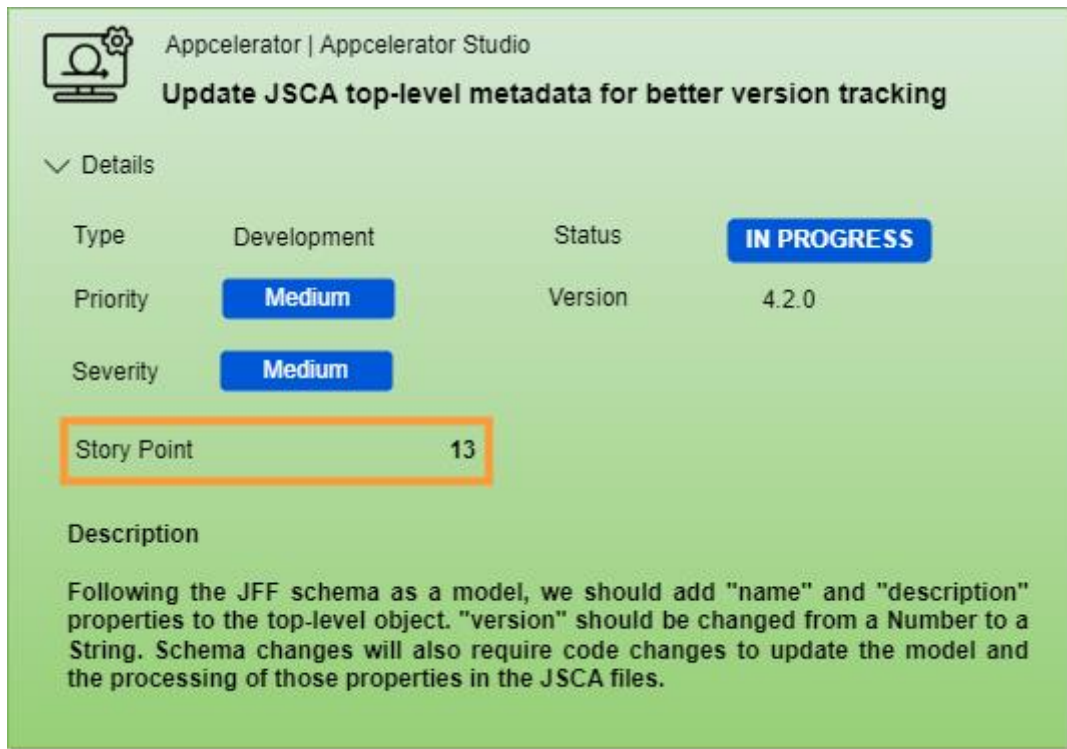 Appcelerator | Appcelerator Studio
Update JSCA top-level metadata for better version tracking
Details
Type Development Status IN PROGRESS
Priority Medium Version 4.2.0
Severity Medium
Story Point 13
Description
Following the JFF schema as a model, we should add "name" and "description"
properties to the top-level object. "version" should be changed from a Number to a
String. Schema changes will also require code changes to update the model and
the processing of those properties in the JSCA files.